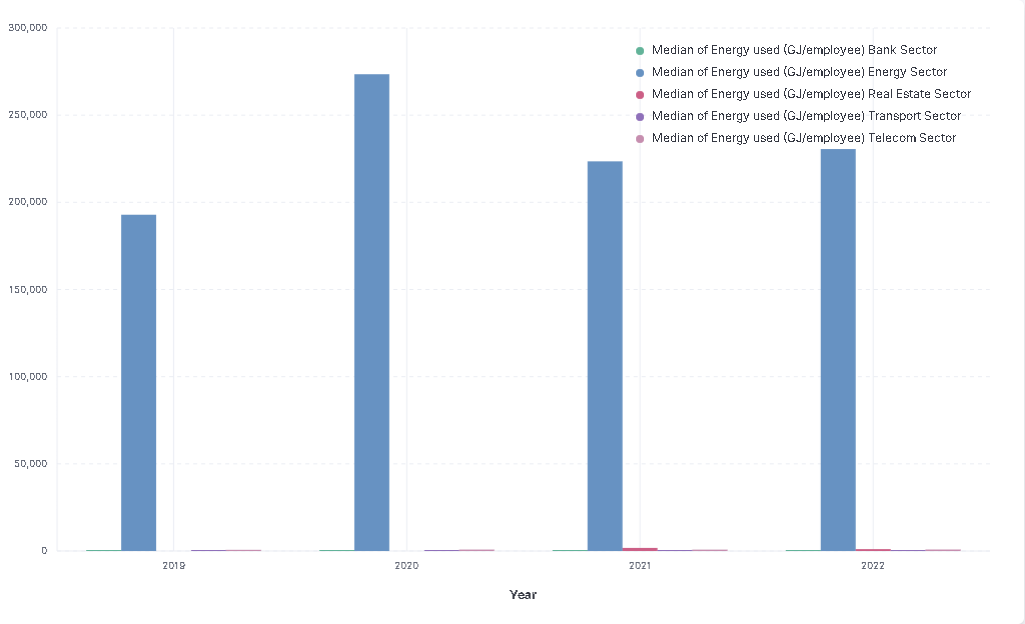 300,000
250,000
200,000
150,000
100,000
50,000
0
Median of Energy used (GJ/employee) Bank Sector
Median of Energy used (GJ/employee) Energy Sector
Median of Energy used (GJ/employee) Real Estate Sector
Median of Energy used (GJ/employee) Transport Sector
Median of Energy used (GJ/employee) Telecom Sector
2019
2020
2021
2022
Year